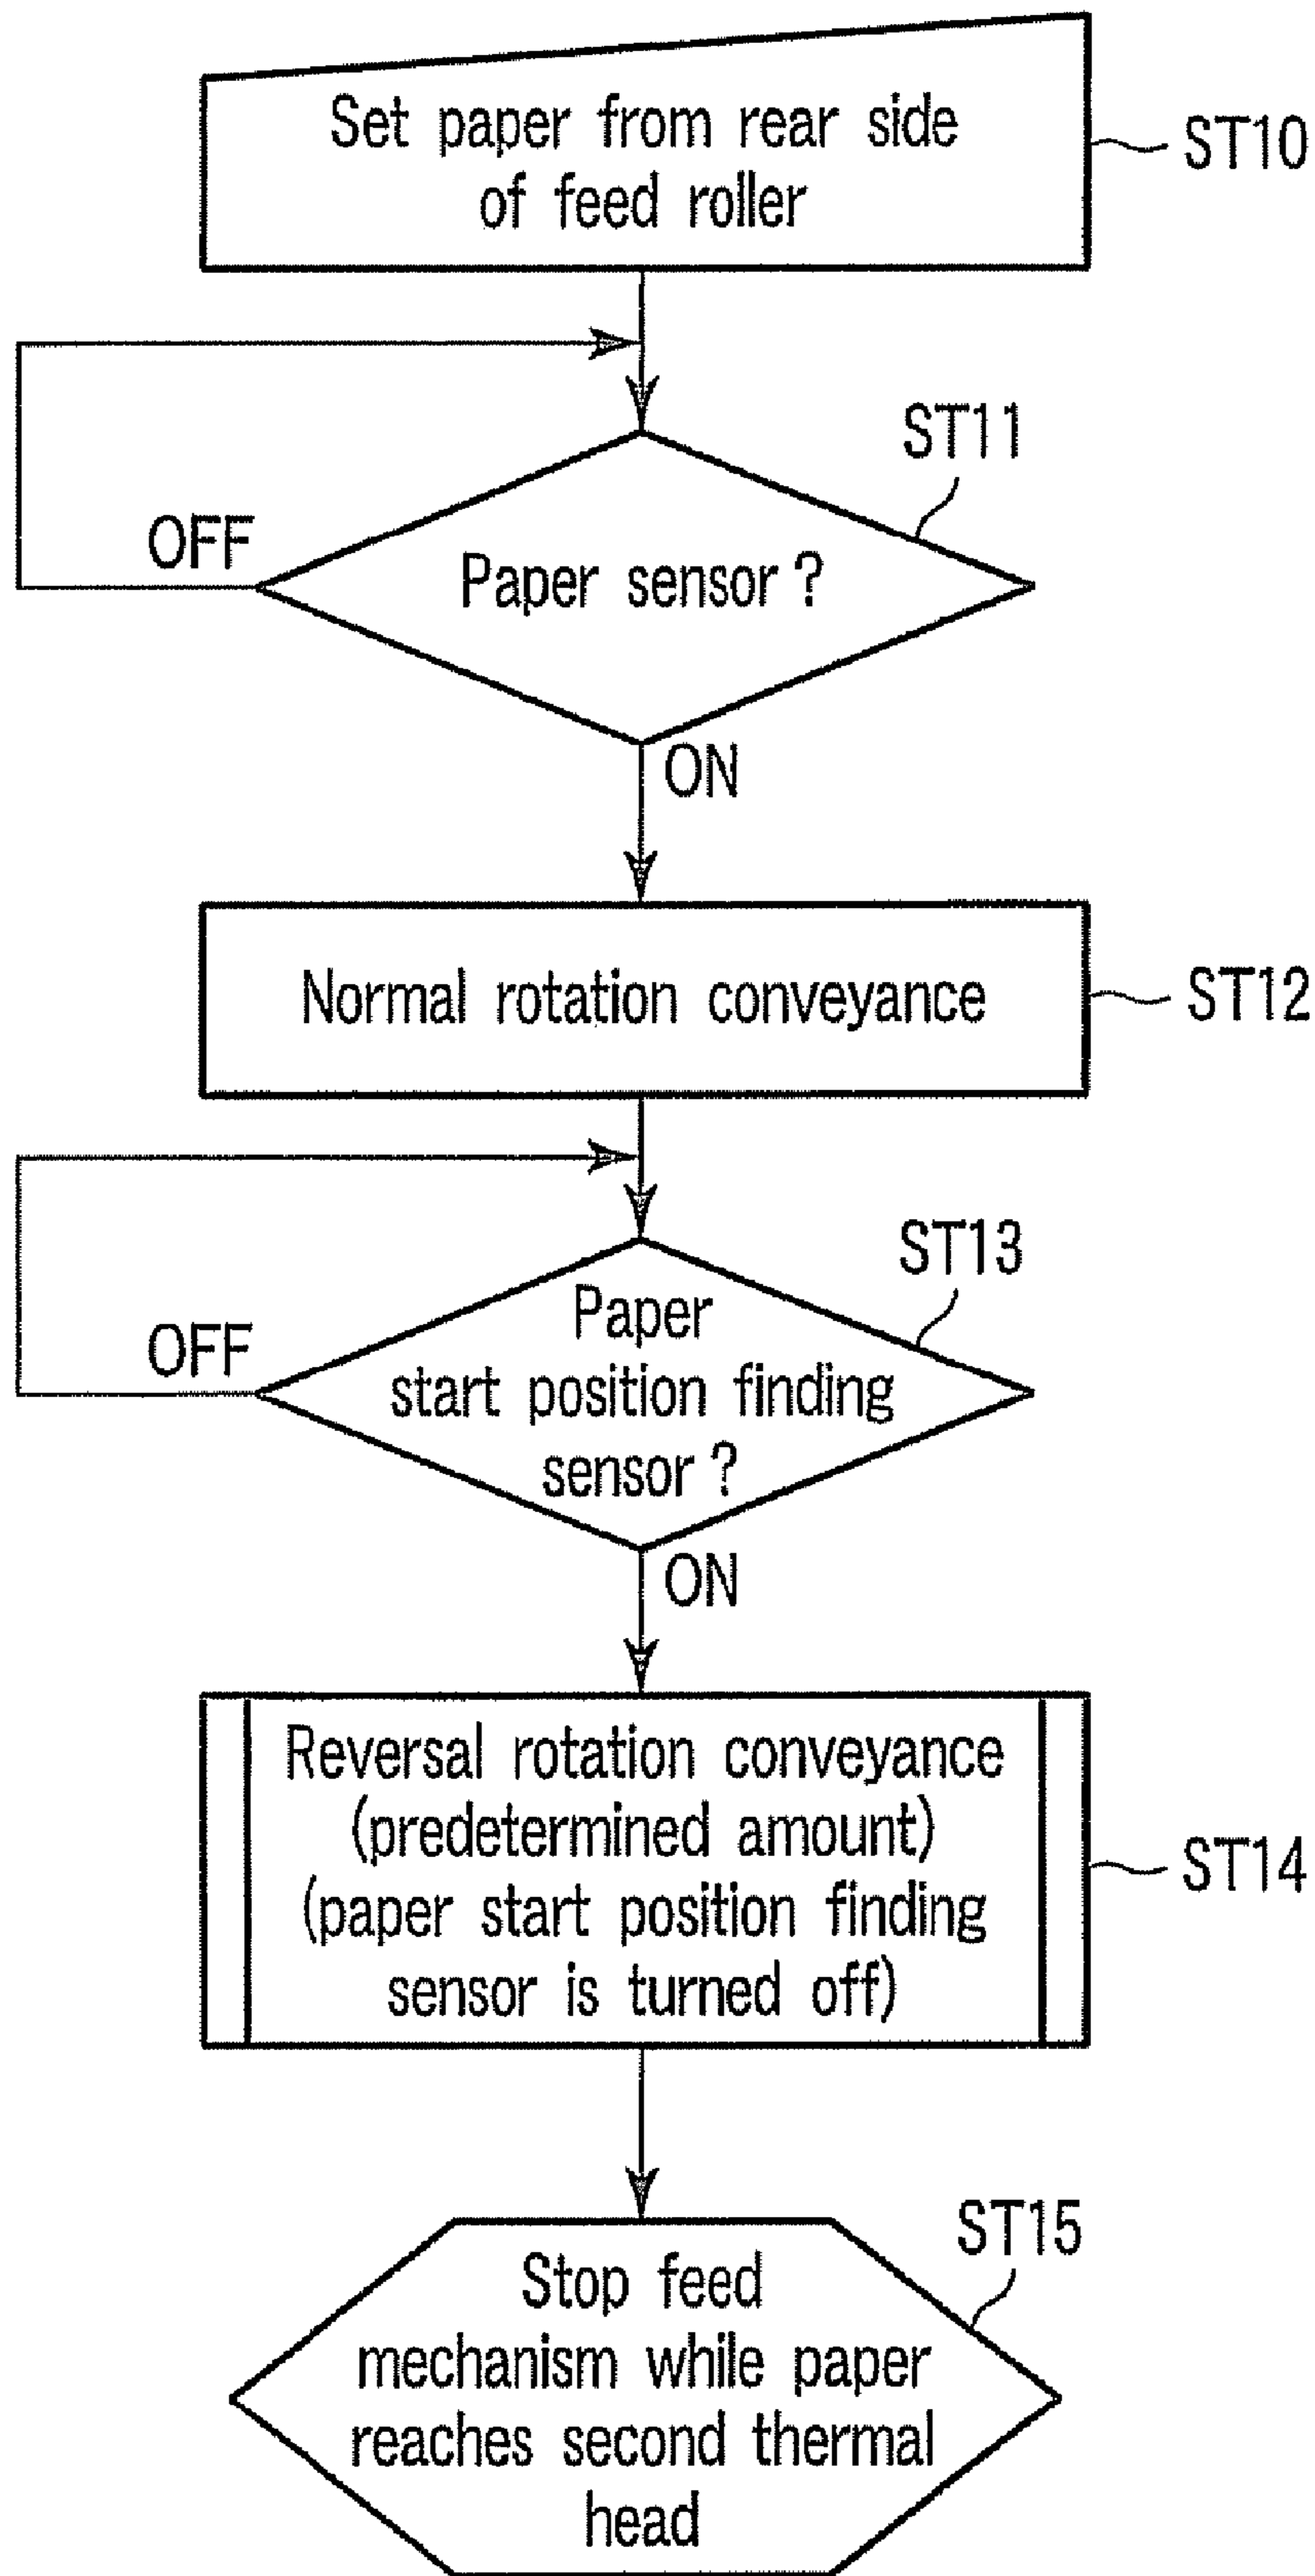 Set paper from rear side
of feed roller
ST10
ST11
OFF
Paper sensor ?
ON
Normal rotation conveyance
ST12
ST13
Paper
OFF
start position finding
sensor ?
ON
Reversal rotation conveyance
(predetermined amount)
(paper start position finding
sensor is turned off)
ST14
ST15
Stop feed
mechanism while paper
reaches second thermal
head